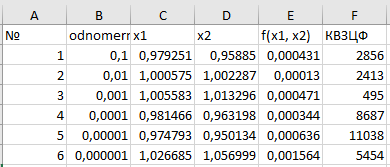 A B C D E F
№ odnomerr x1 x2 f(x1, x2) КВЗЦФ
1 0,1 0,979251 0,95885 0,000431 2856
2 0,01 1,000575 1,002287 0,00013 2413
3 0,001 1,005583 1,013296 0,000471 495
4 0,0001 0,981466 0,963198 0,000344 8687
5 0,00001 0,974793 0,950134 0,000636 11038
6 0,000001 1,026685 1,056999 0,001564 5454